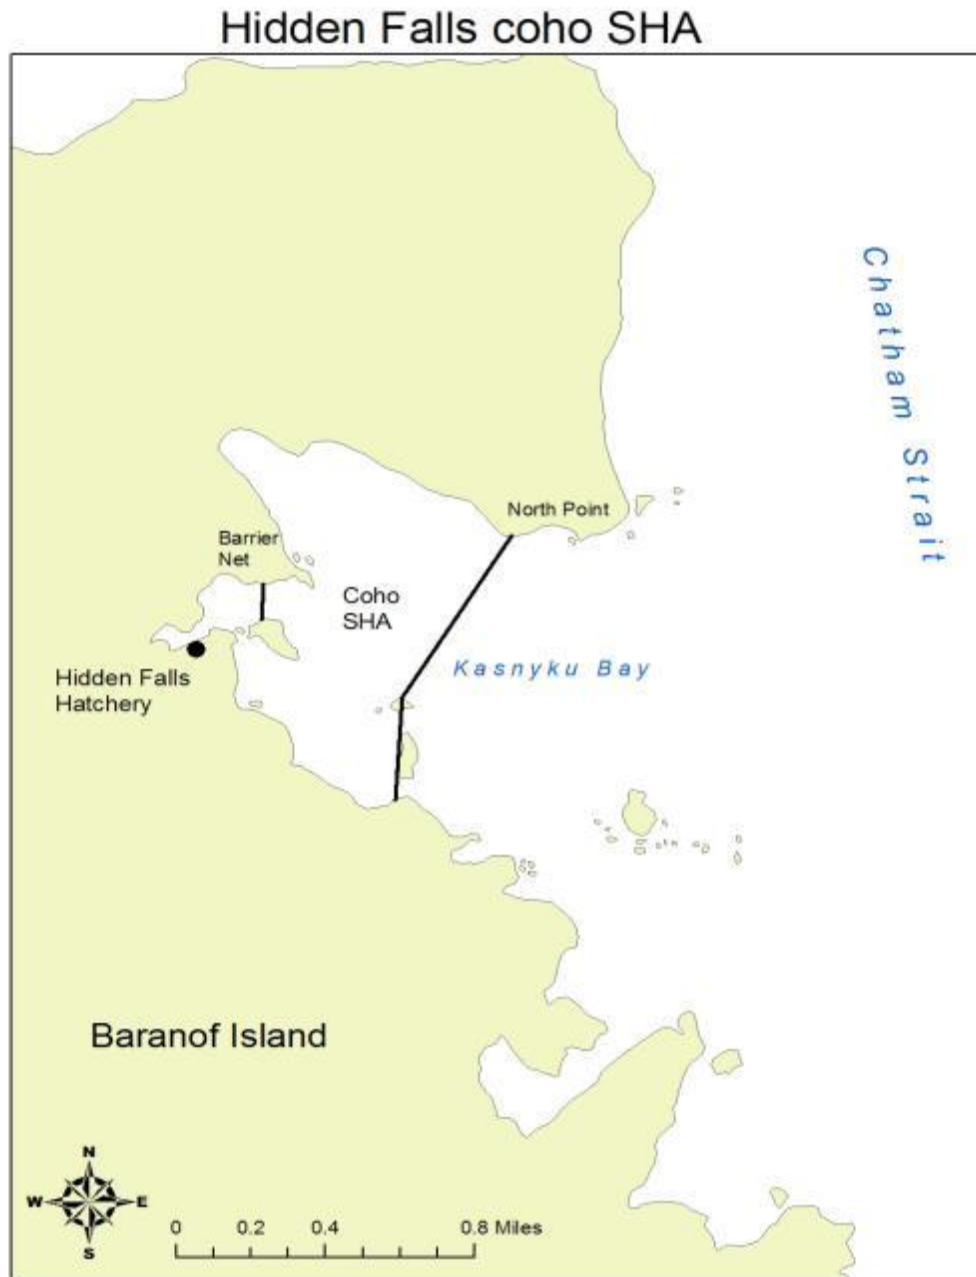 Hidden Falls coho SHA
Chatham Strait
North Point
Barrier
Net
Coho
SHA
Kasnyku Bay
Hidden Falls
Hatchery
Baranof Island
N
W
E
S
0 0.2 0.4 0.8 Miles